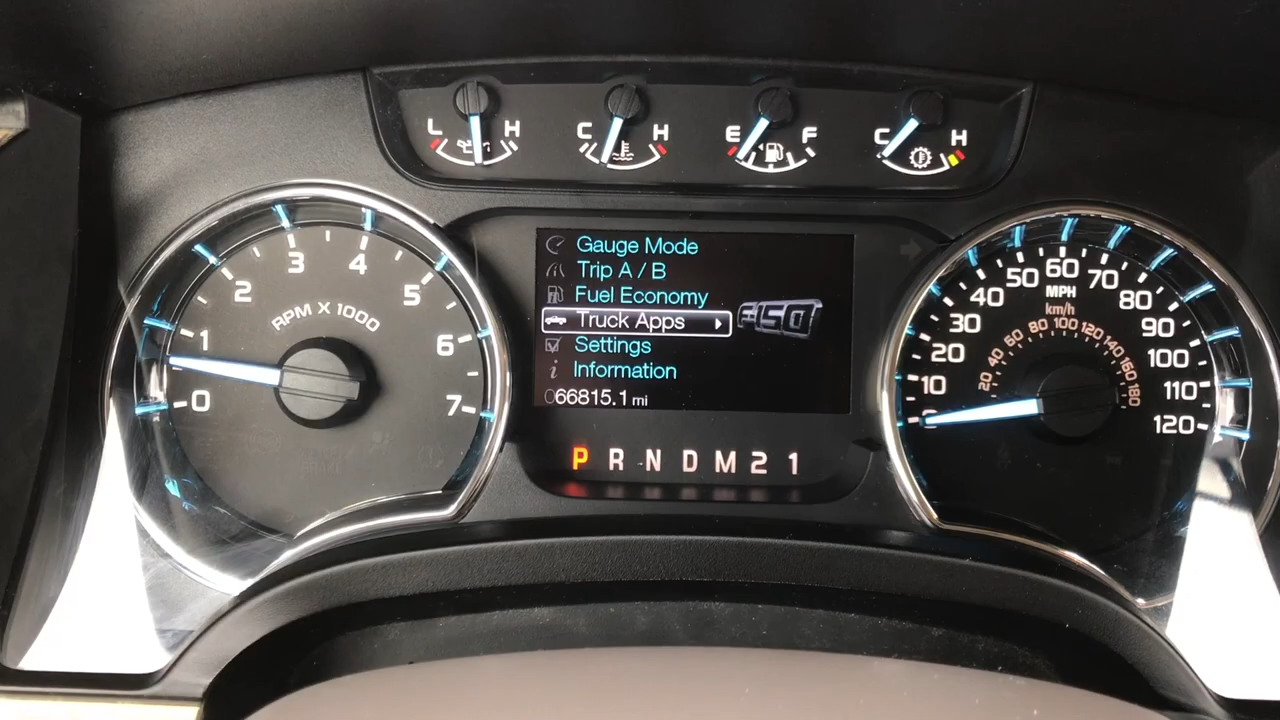 L H C H E F C H
Gauge Mode
Trip A / B
Fuel Economy
Truck Apps
Settings
Information
066815.1 mi
F-150
P R N D M 2 1
0 1 2 3 4 5 6 7
RPM X 1000
0 10 20 30 40 50 60 70 80 90 100 110 120
MPH
km/h
20 40 60 80 100 120 140 160 180